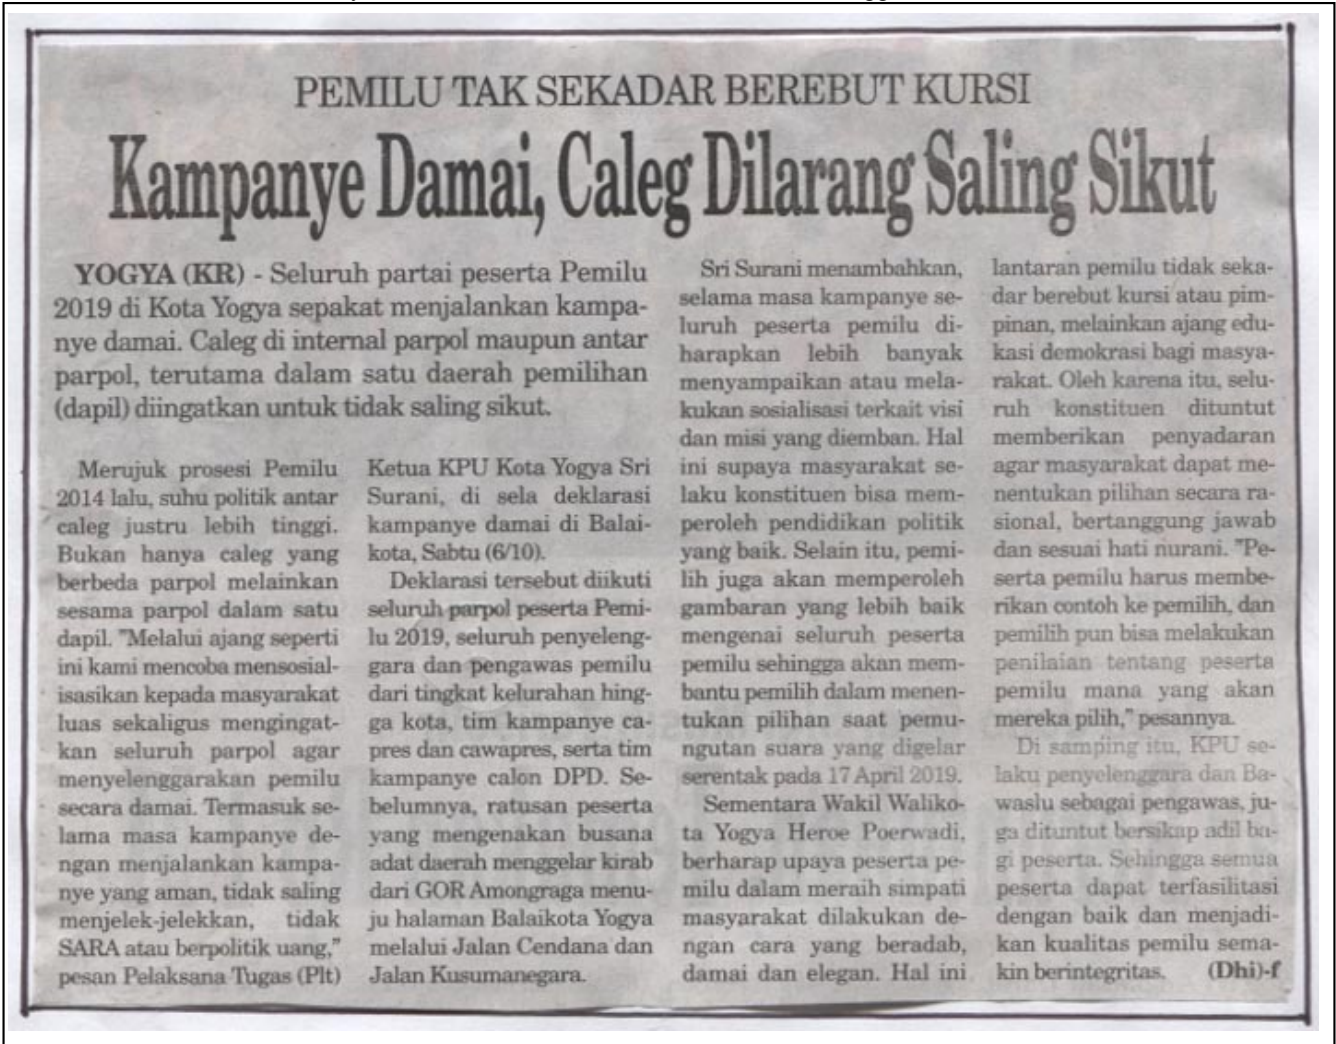 PEMILU TAK SEKADAR BEREBUT KURSI
Kampanye Damai, Caleg Dilarang Saling Sikut
YOGYA (KR) - Seluruh partai peserta Pemilu
2019 di Kota Yogya sepakat menjalankan kampa-
nye damai. Caleg di internal parpol maupun antar
parpol, terutama dalam satu daerah pemilihan
(dapil) diingatkan untuk tidak saling sikut.
Merujuk prosesi Pemilu
2014 lalu, suhu politik antar
caleg justru lebih tinggi.
Bukan hanya caleg yang
berbeda parpol melainkan
sesama parpol dalam satu
dapil. "Melalui ajang seperti
ini kami mencoba mensosial-
isasikan kepada masyarakat
luas sekaligus mengingat-
kan seluruh parpol agar
menyelenggarakan pemilu
secara damai. Termasuk se-
lama masa kampanye de-
ngan menjalankan kampa-
nye yang aman, tidak saling
menjelek-jelekkan, tidak
SARA atau berpolitik uang,"
pesan Pelaksana Tugas (Plt)
Ketua KPU Kota Yogya Sri
Surani, di sela deklarasi
kampanye damai di Balai-
kota, Sabtu (6/10).
Deklarasi tersebut diikuti
seluruh parpol peserta Pemi-
lu 2019, seluruh penyeleng-
gara dan pengawas pemilu
dari tingkat kelurahan hing-
ga kota, tim kampanye ca-
pres dan cawapres, serta tim
kampanye calon DPD. Se-
belumnya, ratusan peserta
yang mengenakan busana
adat daerah menggelar kirab
dari GOR Amongraga menu-
ju halaman Balaikota Yogya
melalui Jalan Cendana dan
Jalan Kusumanegara.
Sri Surani menambahkan,
selama masa kampanye se-
luruh peserta pemilu di-
harapkan lebih banyak
menyampaikan atau mela-
kukan sosialisasi terkait visi
dan misi yang diemban. Hal
ini supaya masyarakat se-
laku konstituen bisa mem-
peroleh pendidikan politik
yang baik. Selain itu, pemi-
lih juga akan memperoleh
gambaran yang lebih baik
mengenai seluruh peserta
pemilu sehingga akan mem-
bantu pemilih dalam menen-
tukan pilihan saat pemu-
ngutan suara yang digelar
serentak pada 17 April 2019.
Sementara Wakil Waliko-
ta Yogya Heroe Poerwadi,
berharap upaya peserta pe-
milu dalam meraih simpati
masyarakat dilakukan de-
ngan cara yang beradab,
damai dan elegan. Hal ini
lantaran pemilu tidak seka-
dar berebut kursi atau pim-
pinan, melainkan ajang edu-
kasi demokrasi bagi masya-
rakat. Oleh karena itu, selu-
ruh konstituen dituntut
memberikan penyadaran
agar masyarakat dapat me-
nentukan pilihan secara ra-
sional, bertanggung jawab
dan sesuai hati nurani. "Pe-
serta pemilu harus membe-
rikan contoh ke pemilih, dan
pemilih pun bisa melakukan
penilaian tentang peserta
pemilu mana yang akan
mereka pilih," pesannya.
Di samping itu, KPU se-
laku penyelenggara dan Ba-
waslu sebagai pengawas, ju-
ga dituntut bersikap adil ba-
gi peserta. Sehingga semua
peserta dapat terfasilitasi
dengan baik dan menjadi-
kan kualitas pemilu sema-
kin berintegritas. (Dhi)-f